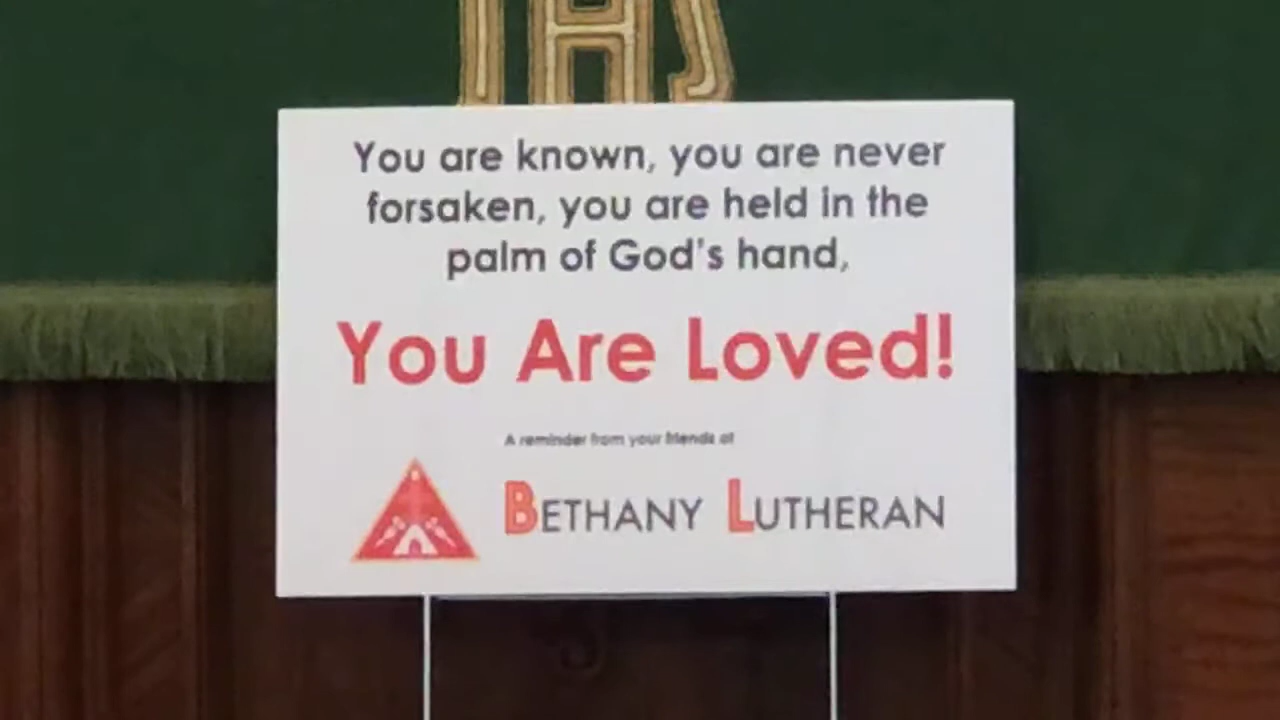 IHS
You are known, you are never
forsaken, you are held in the
palm of God's hand,
You Are Loved!
A reminder from your friends at
BETHANY LUTHERAN